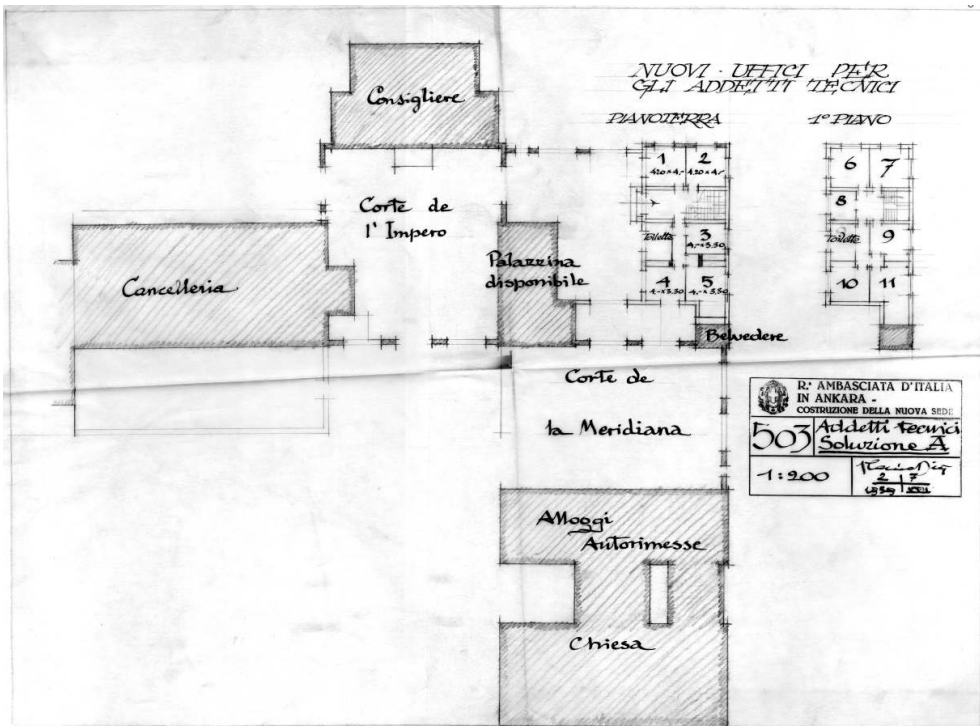 NUOVI · UFFICI PER
GLI ADDETTI TECNICI
PIANOTERRA
1º PIANO
Consigliere
1
4.20 x 4,-
2
4.20 x 4,-
6
7
8
Corte de
l' Impero
Toilette
3
4,- x 3.50
Toilette
9
4
4,- x 3.50
5
4,- x 3.50
10
11
Cancelleria
Palazzina
disponibile
Belvedere
Corte de
la Meridiana
R.ª AMBASCIATA D'ITALIA
IN ANKARA -
COSTRUZIONE DELLA NUOVA SEDE
503
Addetti tecnici
Soluzione A
1:200
2 7
1939
Alloggi
Autorimesse
Chiesa